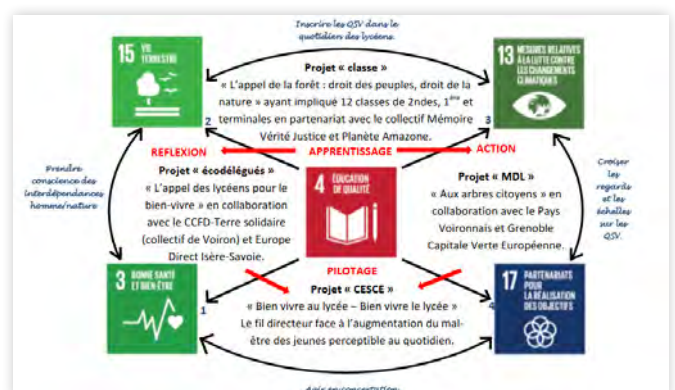 Inscrire les QSV dans le
quotidien des lycéens.
15 VIE
TERRESTRE
13 MESURES RELATIVES
À LA LUTTE CONTRE
LES CHANGEMENTS
CLIMATIQUES
Projet « classe »
« L'appel de la forêt : droit des peuples, droit de la
nature » ayant impliqué 12 classes de 2ndes, 1ère et
terminales en partenariat avec le collectif Mémoire
Vérité Justice et Planète Amazone.
2
3
REFLEXION
APPRENTISSAGE
ACTION
Prendre
conscience des
interdépendances
homme/nature
Projet « écodélégués »
« L'appel des lycéens pour le
bien-vivre » en collaboration
avec le CCFD-Terre solidaire
(collectif de Voiron) et Europe
Direct Isère-Savoie.
4 ÉDUCATION
DE QUALITÉ
Projet « MDL »
« Aux arbres citoyens » en
collaboration avec le Pays
Voironnais et Grenoble
Capitale Verte Européenne.
Croiser
les
regards
et les
échelles
sur les
QSV.
PILOTAGE
3 BONNE SANTÉ
ET BIEN-ÊTRE
1
Projet « CESCE »
« Bien vivre au lycée – Bien vivre le lycée »
Le fil directeur face à l'augmentation du mal-
être des jeunes perceptible au quotidien.
4
17 PARTENARIATS
POUR
LA RÉALISATION
DES OBJECTIFS
Agir en concertation